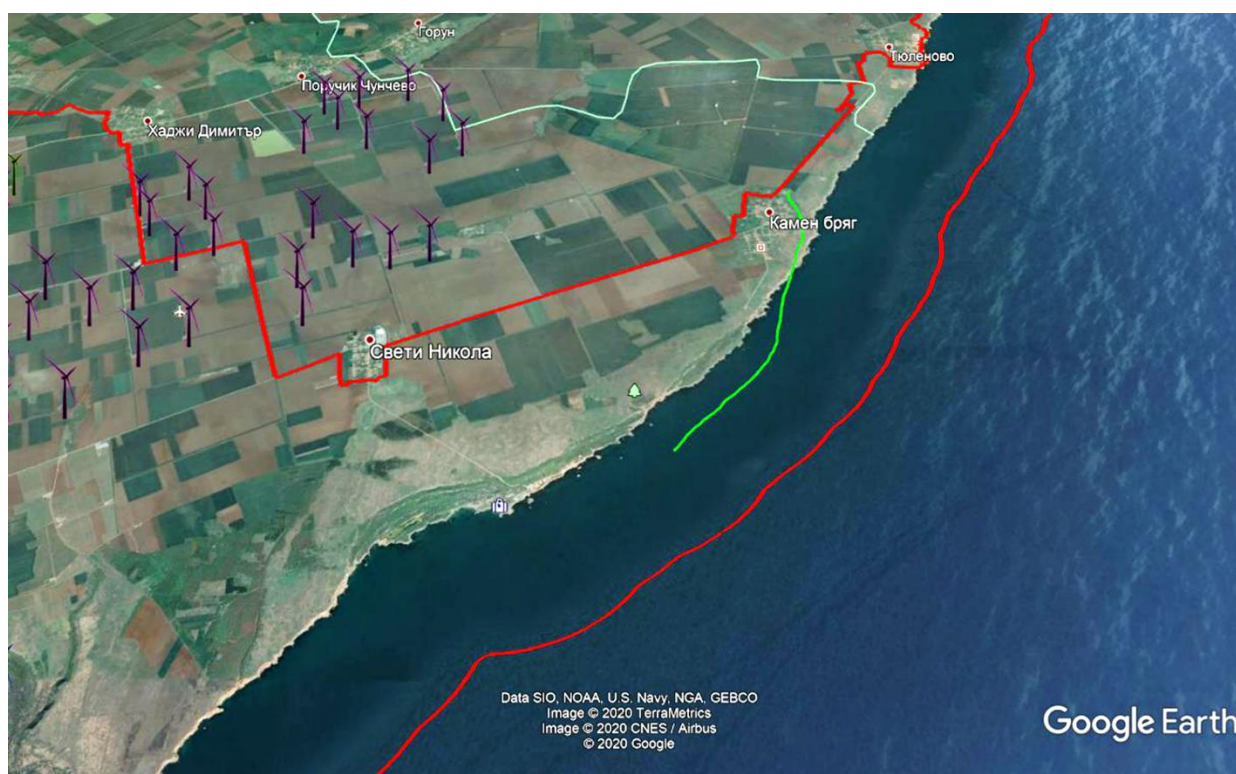 Горун
Тюленово
Поручик Чунчево
Хаджи Димитър
Камен бряг
Свети Никола
Data SIO, NOAA, U.S. Navy, NGA, GEBCO
Image © 2020 TerraMetrics
Image © 2020 CNES / Airbus
© 2020 Google
Google Earth